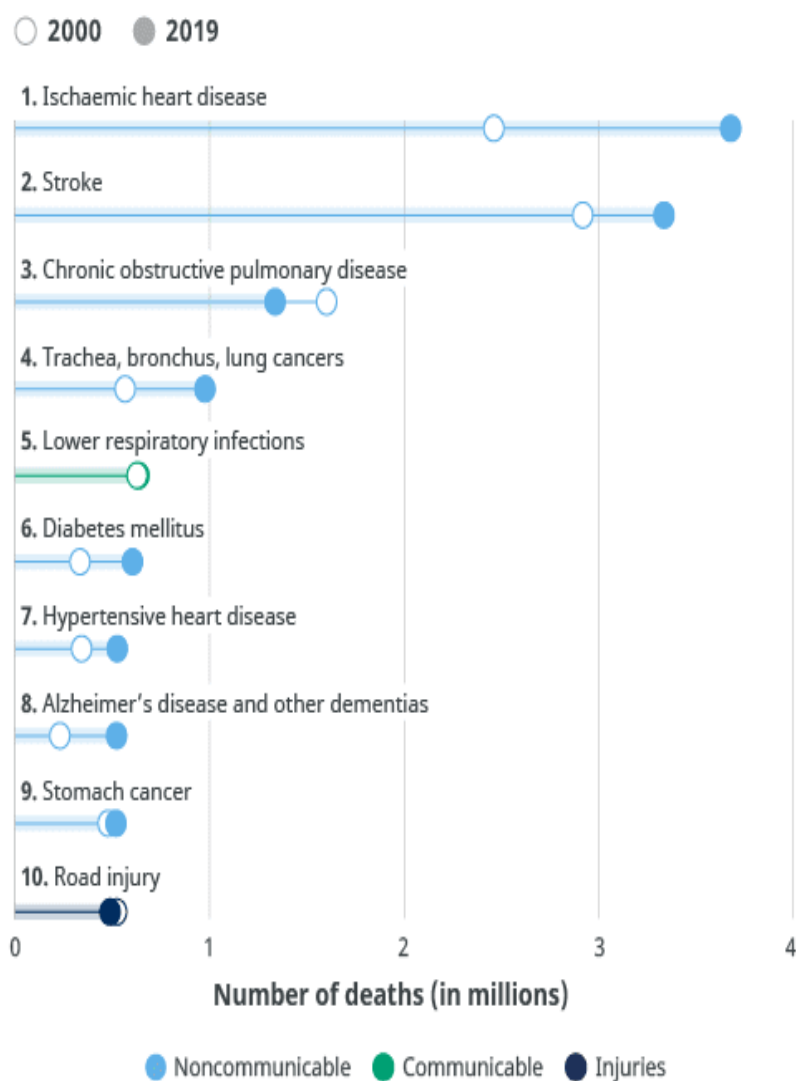 2000 2019
1. Ischaemic heart disease
2. Stroke
3. Chronic obstructive pulmonary disease
4. Trachea, bronchus, lung cancers
5. Lower respiratory infections
6. Diabetes mellitus
7. Hypertensive heart disease
8. Alzheimer's disease and other dementias
9. Stomach cancer
10. Road injury
0 1 2 3 4
Number of deaths (in millions)
Noncommunicable Communicable Injuries